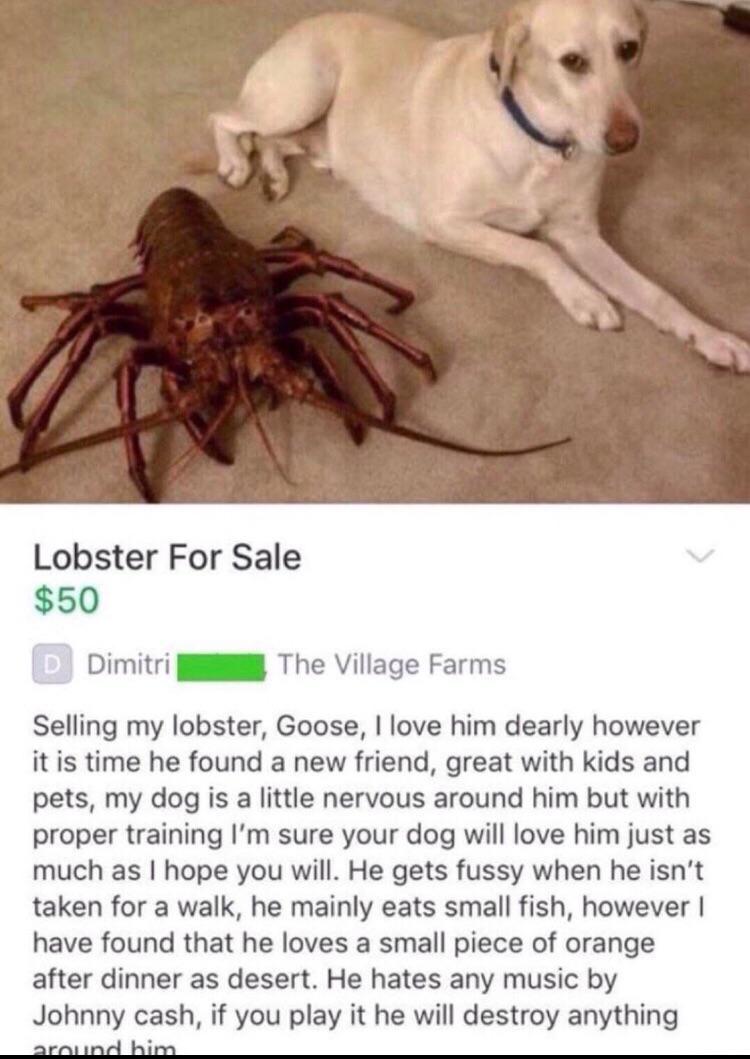 Lobster For Sale
$50
D Dimitri , The Village Farms
Selling my lobster, Goose, I love him dearly however
it is time he found a new friend, great with kids and
pets, my dog is a little nervous around him but with
proper training I'm sure your dog will love him just as
much as I hope you will. He gets fussy when he isn't
taken for a walk, he mainly eats small fish, however I
have found that he loves a small piece of orange
after dinner as desert. He hates any music by
Johnny cash, if you play it he will destroy anything
around him